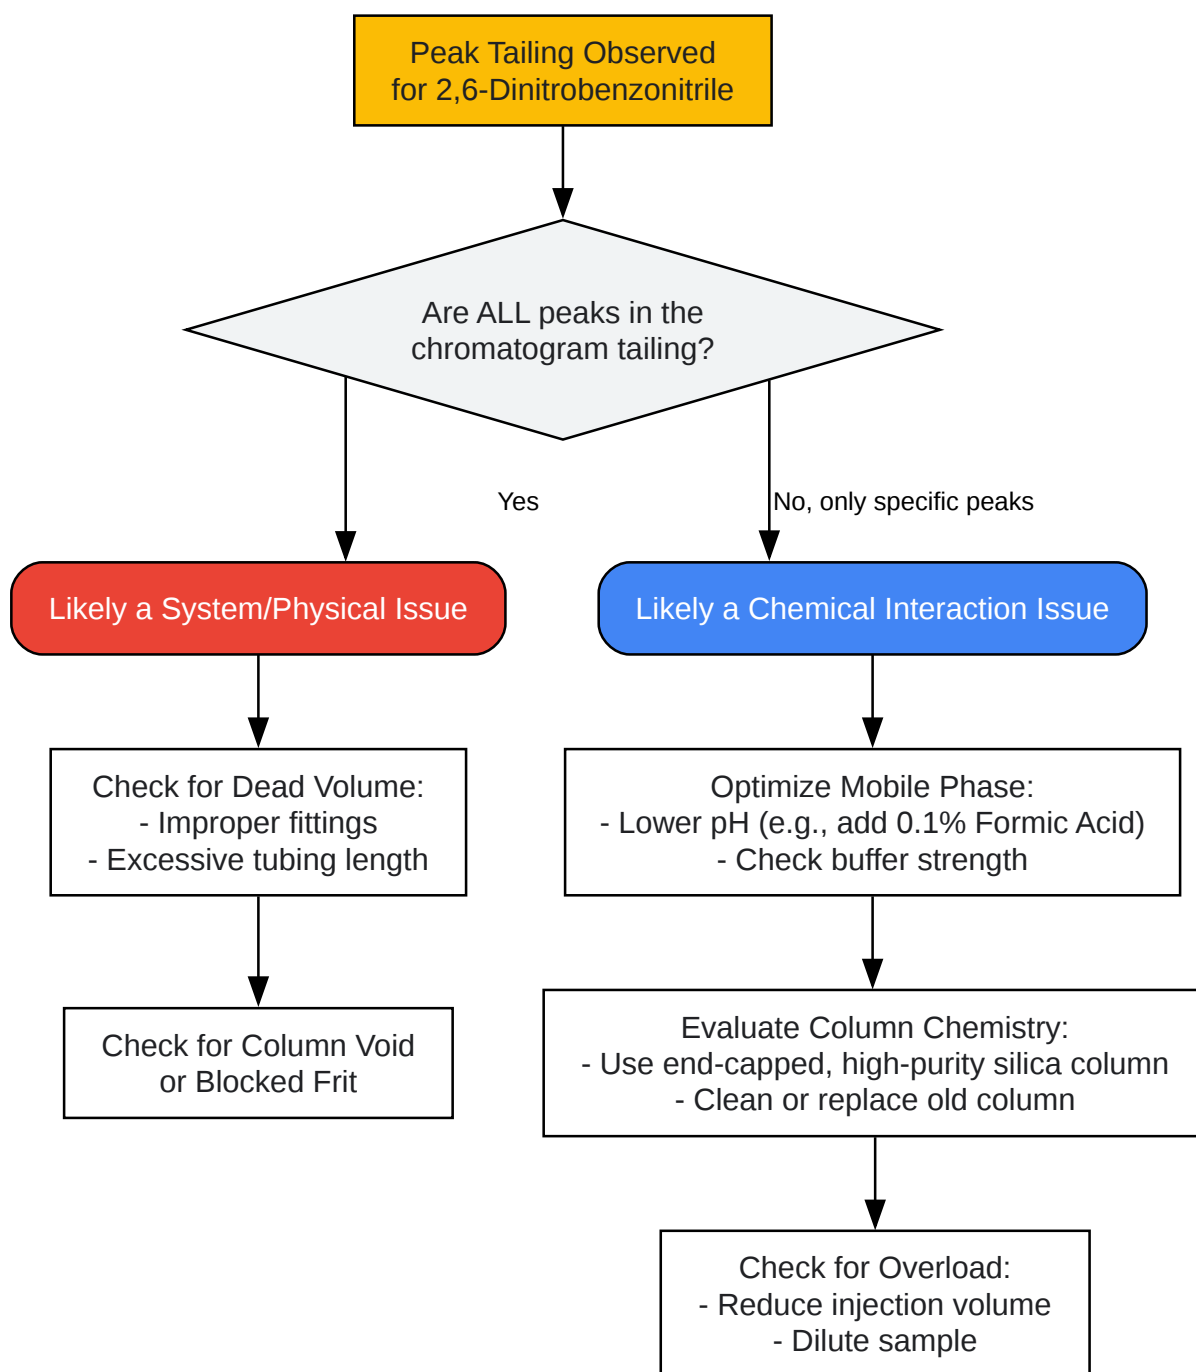 Peak Tailing Observed
for 2,6-Dinitrobenzonitrile
Are ALL peaks in the
chromatogram tailing?
Yes
No, only specific peaks
Likely a System/Physical Issue
Likely a Chemical Interaction Issue
Check for Dead Volume:
- Improper fittings
- Excessive tubing length
Optimize Mobile Phase:
- Lower pH (e.g., add 0.1% Formic Acid)
- Check buffer strength
Check for Column Void
or Blocked Frit
Evaluate Column Chemistry:
- Use end-capped, high-purity silica column
- Clean or replace old column
Check for Overload:
- Reduce injection volume
- Dilute sample